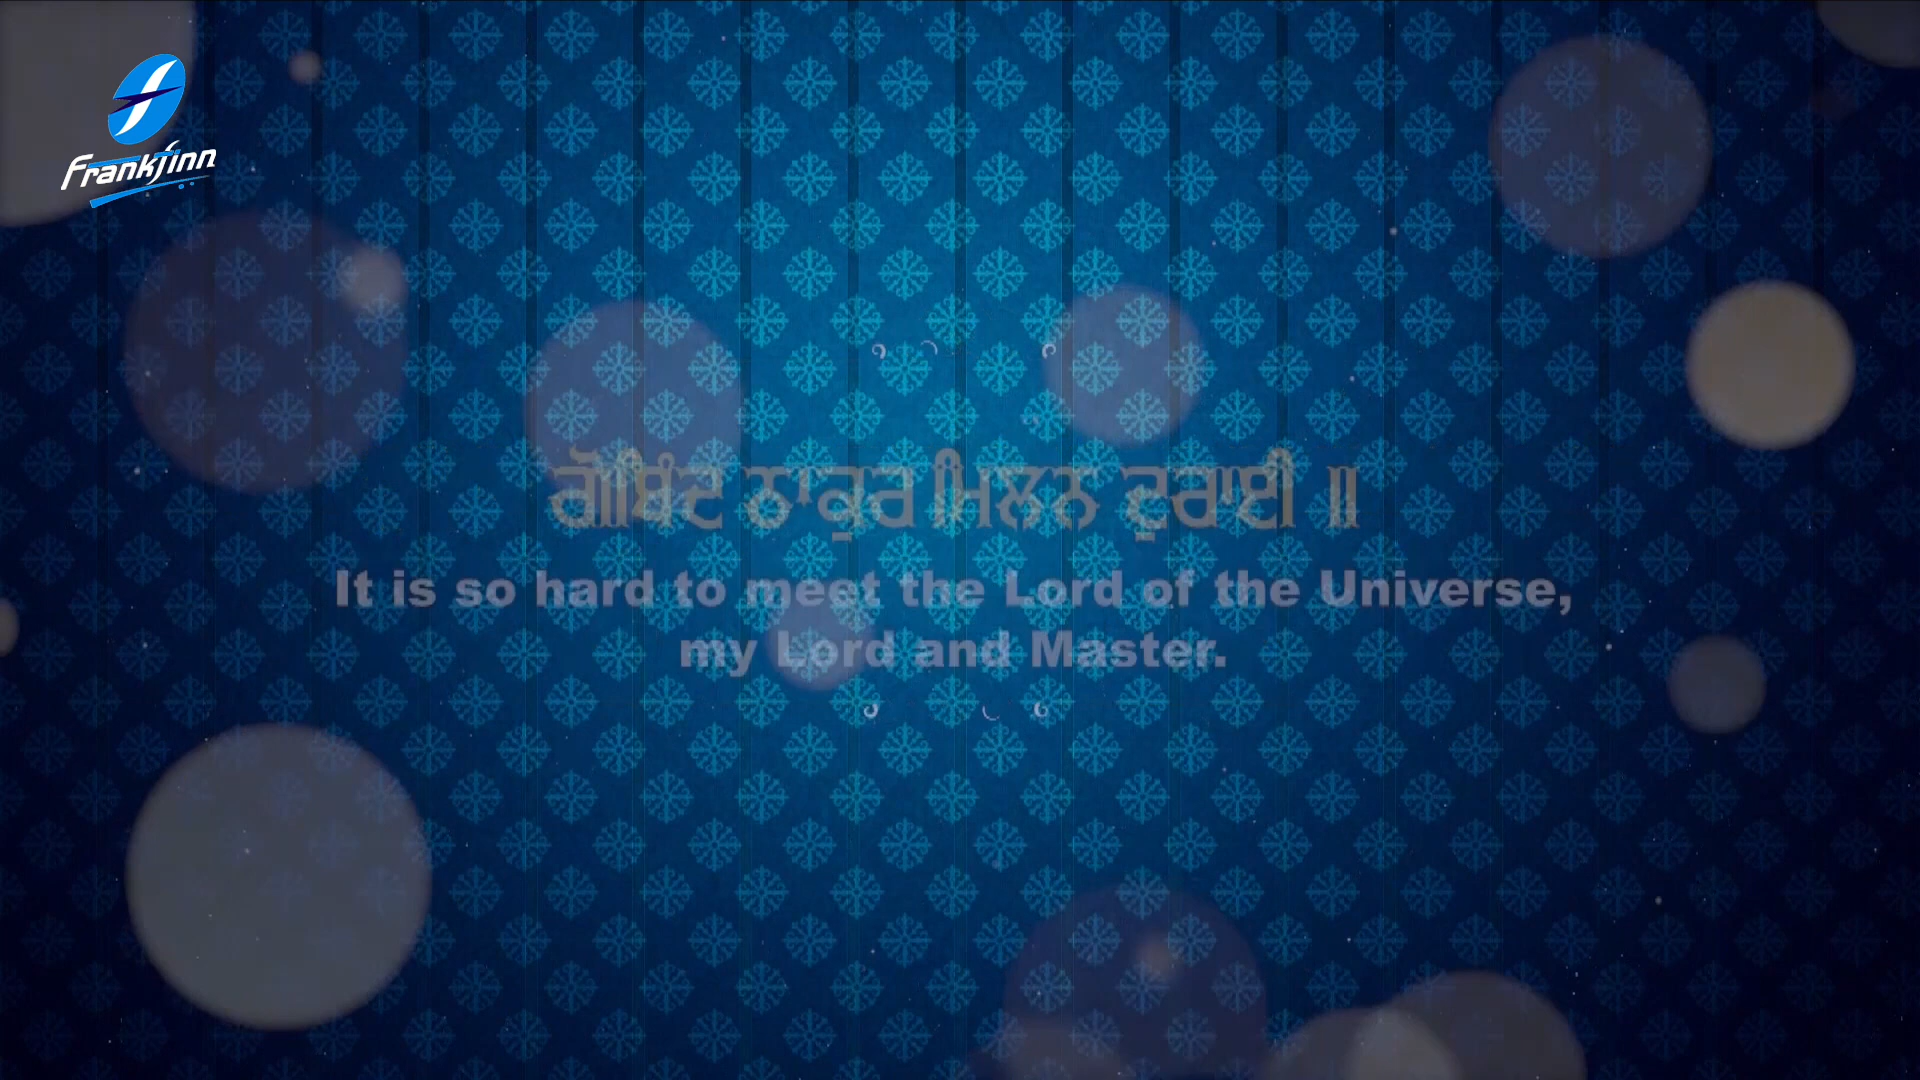 Frankfinn
ਗੋਬਿੰਦ ਠਾਕੁਰ ਮਿਲਨ ਦੁਰਾਈ ॥
It is so hard to meet the Lord of the Universe,
my Lord and Master.